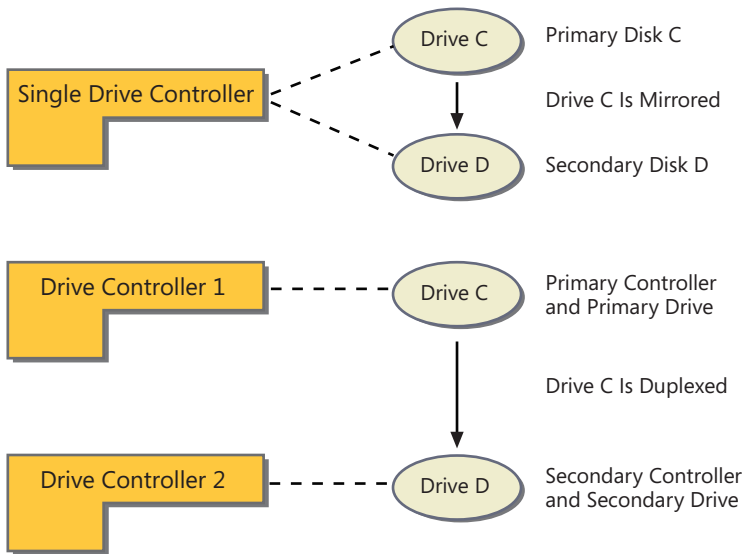 Single Drive Controller
Drive C
Primary Disk C
Drive C Is Mirrored
Drive D
Secondary Disk D
Drive Controller 1
Drive C
Primary Controller
and Primary Drive
Drive C Is Duplexed
Drive Controller 2
Drive D
Secondary Controller
and Secondary Drive